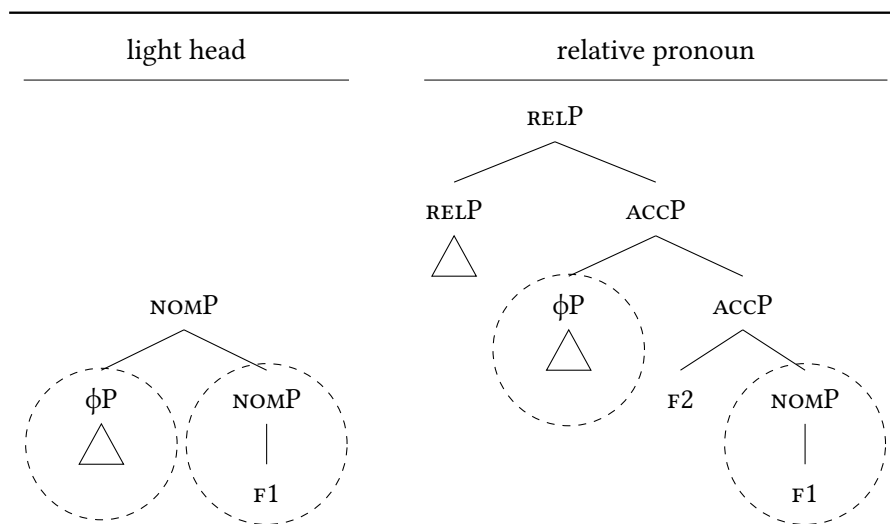 light head relative pronoun
RELP
RELP ACCP
NOMP ϕP ACCP
ϕP NOMP F2 NOMP
F1 F1